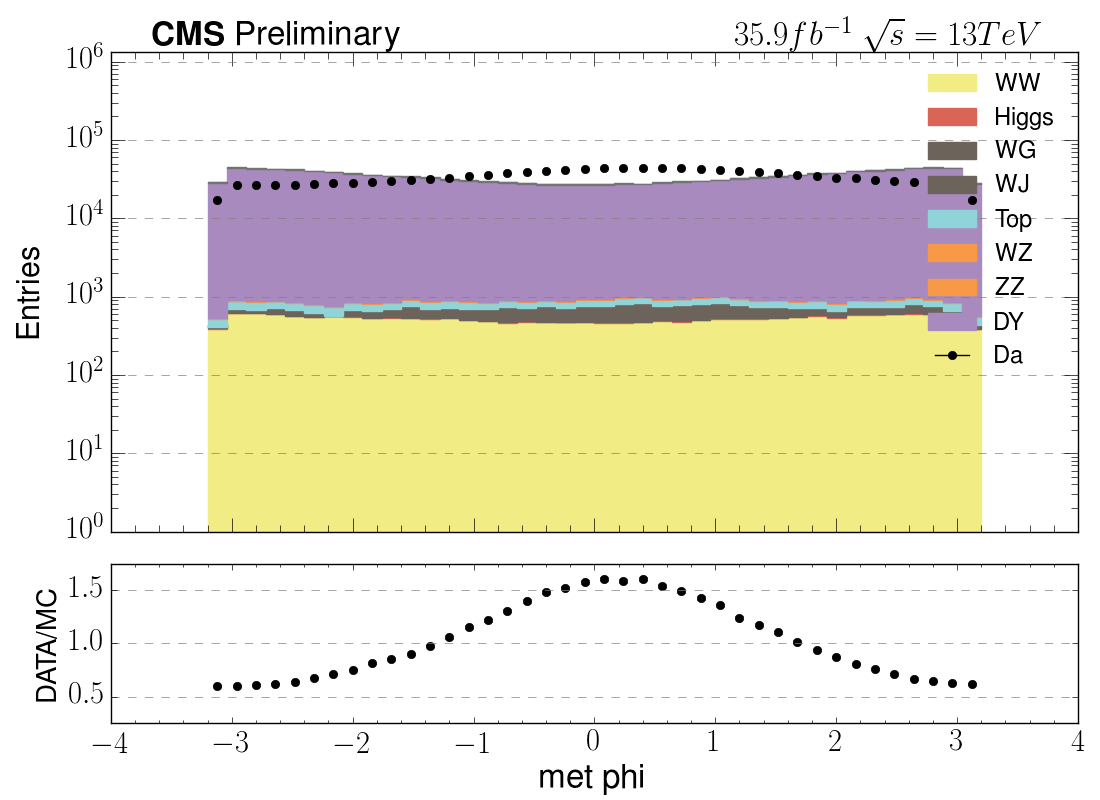 CMS Preliminary
35.9fb⁻¹ √s = 13TeV
10⁶
10⁵
10⁴
10³
10²
10¹
10⁰
Entries
WW
Higgs
WG
WJ
Top
WZ
ZZ
DY
Da
1.5
1.0
0.5
DATA/MC
−4 −3 −2 −1 0 1 2 3 4
met phi